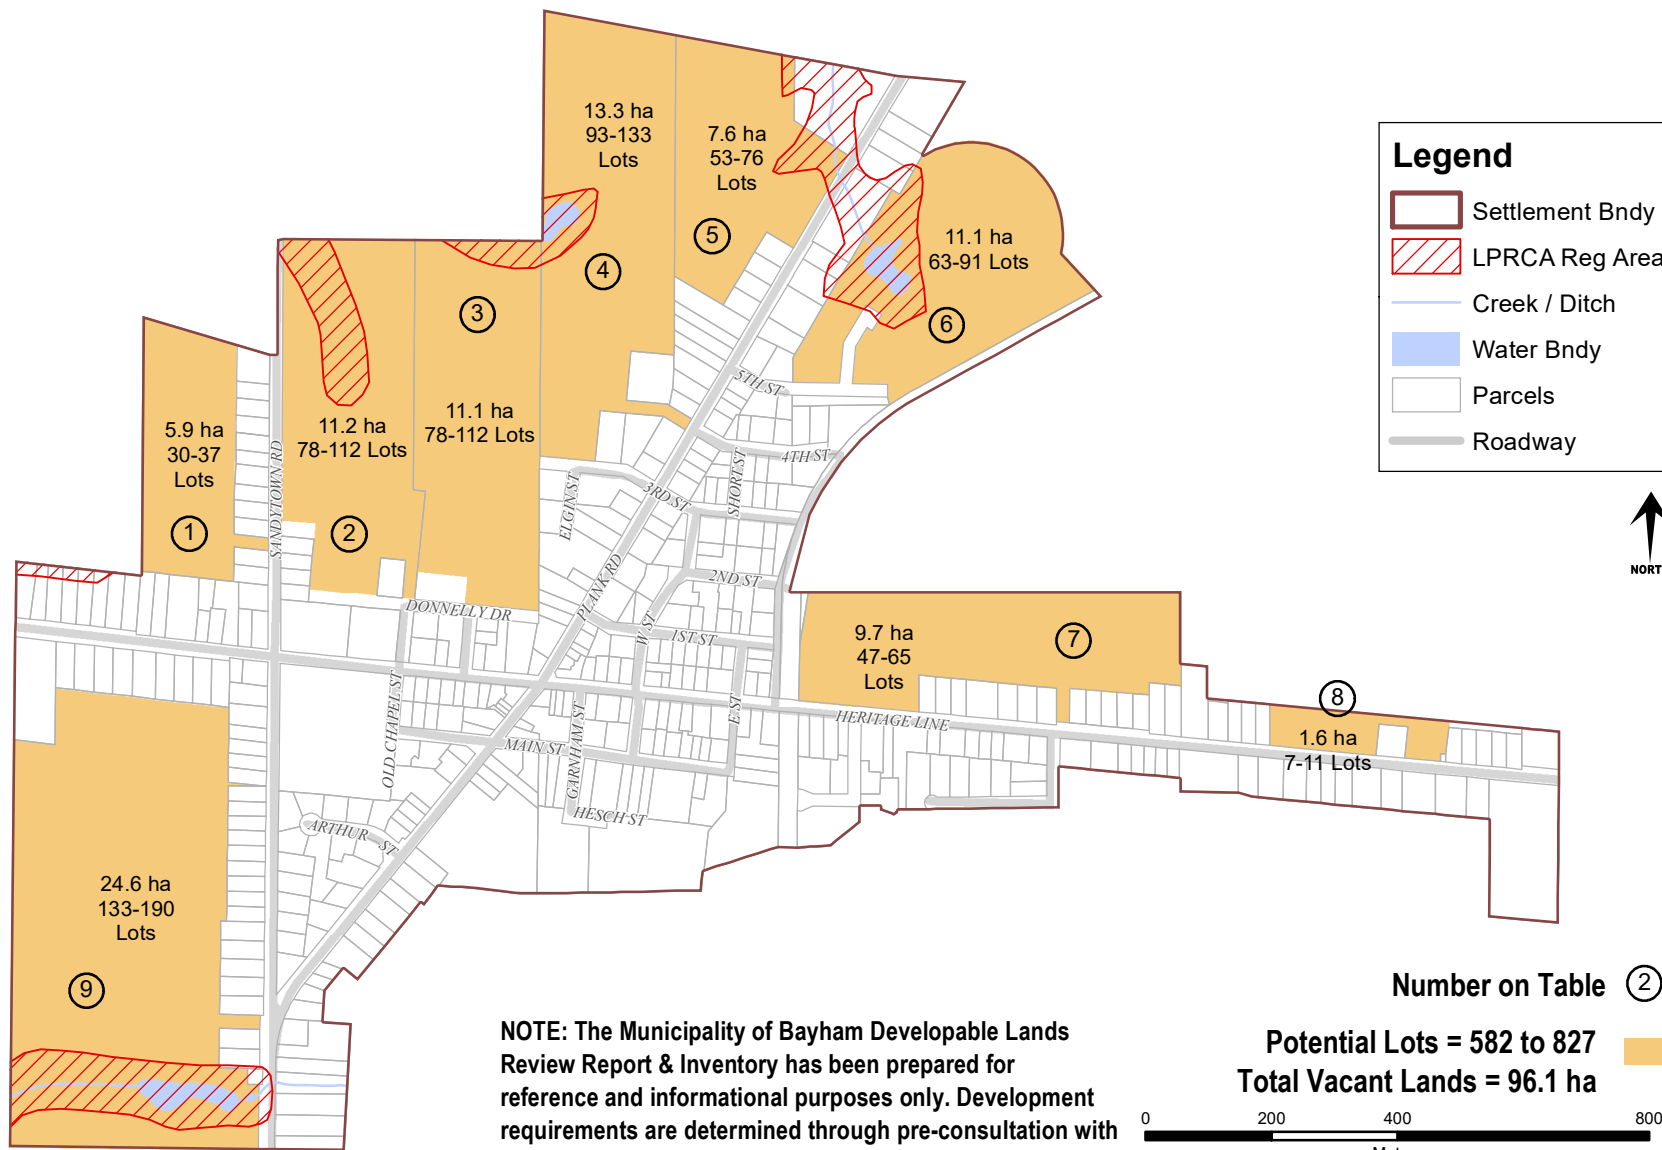 13.3 ha
93-133
Lots
7.6 ha
53-76
Lots
5
4
11.1 ha
63-91 Lots
6
3
5.9 ha
30-37
Lots
1
11.2 ha
78-112 Lots
2
11.1 ha
78-112 Lots
SANDYTOWN RD
5TH ST
4TH ST
SHORT ST
3RD ST
ELGIN ST
PLANK RD
2ND ST
DONNELLY DR
W ST
1ST ST
OLD CHAPEL ST
MAIN ST
GARNHAM ST
E ST
HESCH ST
ARTHUR ST
HERITAGE LINE
9.7 ha
47-65
Lots
7
8
1.6 ha
7-11 Lots
24.6 ha
133-190
Lots
9
Legend
Settlement Bndy
LPRCA Reg Area
Creek / Ditch
Water Bndy
Parcels
Roadway
NORT
Number on Table 2
Potential Lots = 582 to 827
Total Vacant Lands = 96.1 ha
0 200 400 800
NOTE: The Municipality of Bayham Developable Lands
Review Report & Inventory has been prepared for
reference and informational purposes only. Development
requirements are determined through pre-consultation with